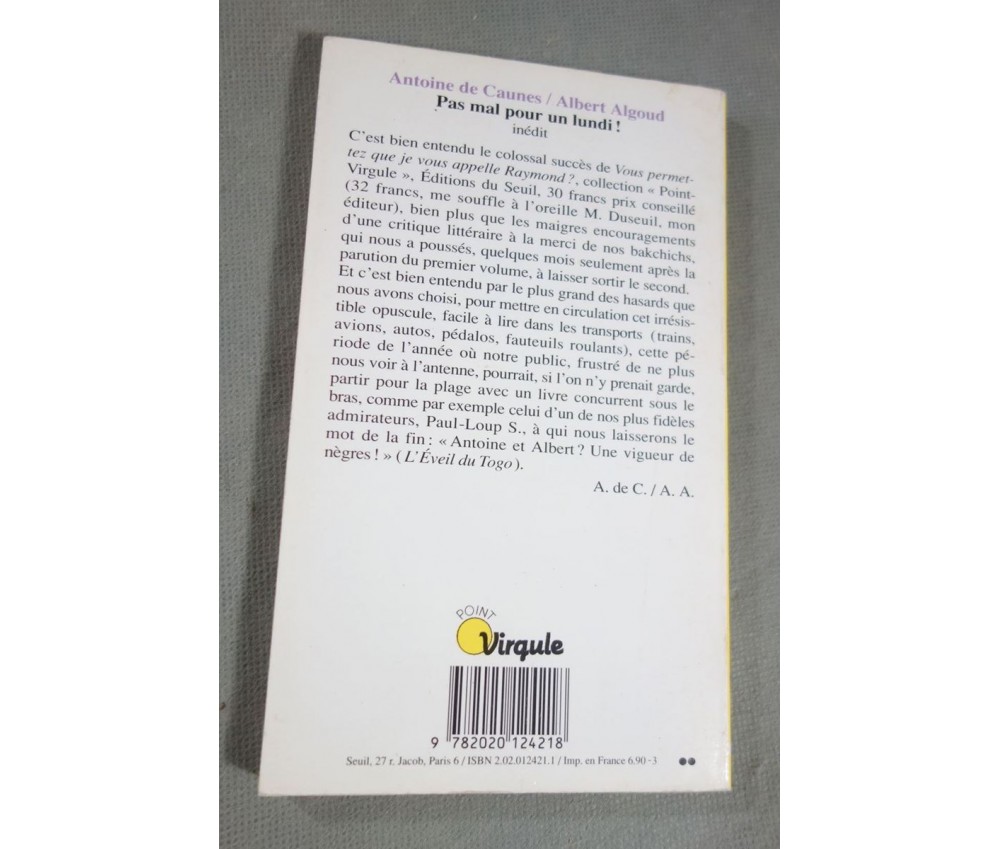 Antoine de Caunes / Albert Algoud
Pas mal pour un lundi !
inédit
C'est bien entendu le colossal succès de Vous permet-
tez que je vous appelle Raymond ?, collection « Point-
Virgule », Éditions du Seuil, 30 francs prix conseillé
(32 francs, me souffle à l'oreille M. Duseuil, mon
éditeur), bien plus que les maigres encouragements
d'une critique littéraire à la merci de nos bakchichs,
qui nous a poussés, quelques mois seulement après la
parution du premier volume, à laisser sortir le second.
Et c'est bien entendu par le plus grand des hasards que
nous avons choisi, pour mettre en circulation cet irrésis-
tible opuscule, facile à lire dans les transports (trains,
avions, autos, pédalos, fauteuils roulants), cette pé-
riode de l'année où notre public, frustré de ne plus
nous voir à l'antenne, pourrait, si l'on n'y prenait garde,
partir pour la plage avec un livre concurrent sous le
bras, comme par exemple celui d'un de nos plus fidèles
admirateurs, Paul-Loup S., à qui nous laisserons le
mot de la fin : « Antoine et Albert ? Une vigueur de
nègres ! » (L'Éveil du Togo).
A. de C. / A. A.
POINT
Virgule
9 782020 124218
Seuil, 27 r. Jacob, Paris 6 / ISBN 2.02.012421.1 / Imp. en France 6.90-3